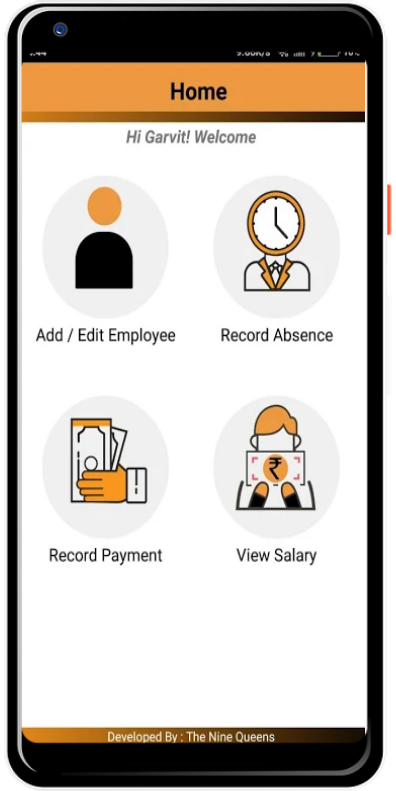 Home
Hi Garvit! Welcome
Add / Edit Employee
Record Absence
Record Payment
₹
View Salary
Developed By : The Nine Queens